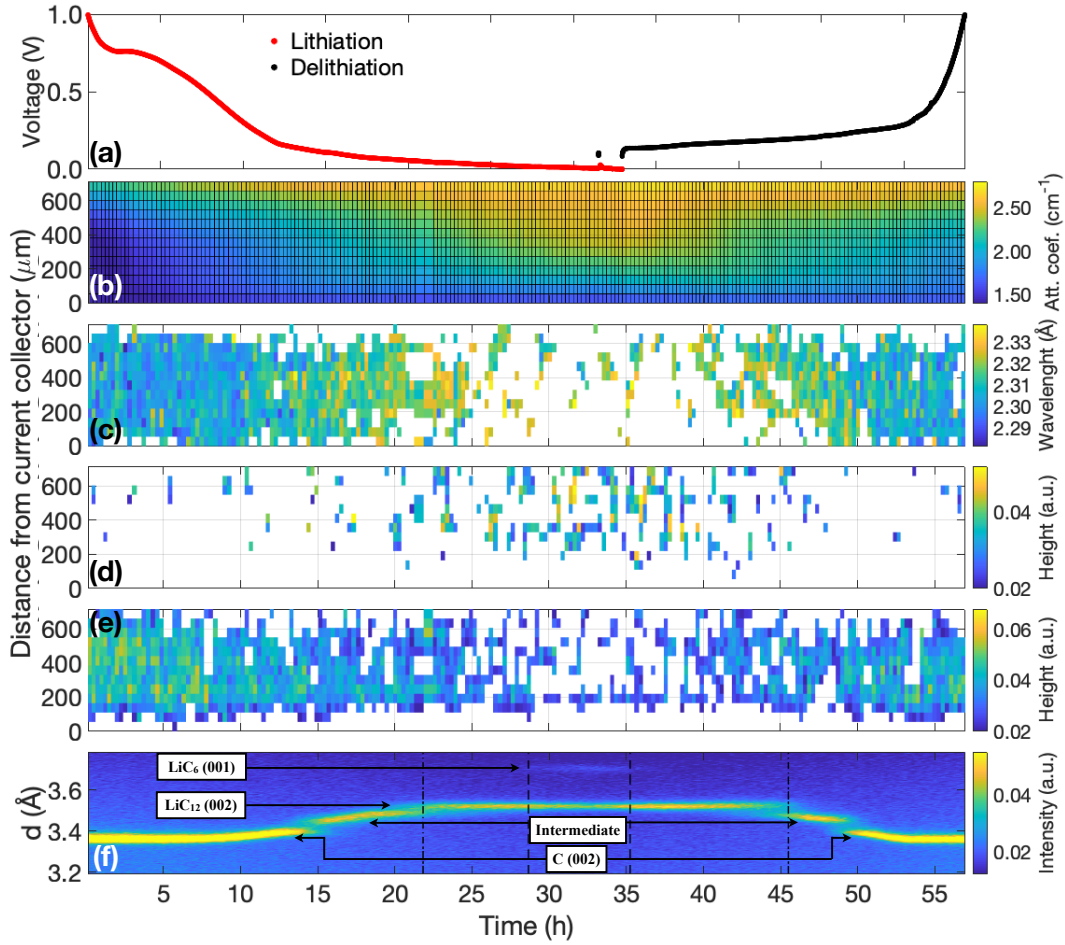 1.0
0.5
0.0
Voltage (V)
Lithiation
Delithiation
(a)
600
400
200
0
(b)
2.50
2.00
1.50
Att. coef. (cm-1)
Distance from current collector (μm)
600
400
200
0
(c)
2.33
2.32
2.31
2.30
2.29
Wavelenght (Å)
600
400
200
0
(d)
0.04
0.02
Height (a.u.)
(e)
600
400
200
0
0.06
0.04
0.02
Height (a.u.)
d (Å)
3.6
3.4
3.2
LiC6 (001)
LiC12 (002)
Intermediate
C (002)
(f)
0.04
0.02
Intensity (a.u.)
5 10 15 20 25 30 35 40 45 50 55
Time (h)